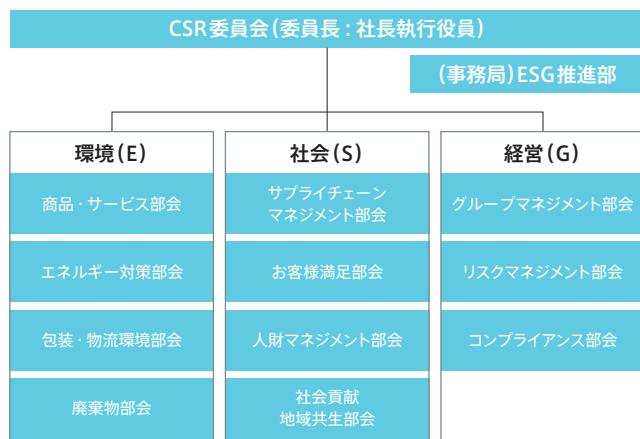 CSR委員会(委員長:社長執行役員)
(事務局)ESG推進部
環境(E)
商品・サービス部会
エネルギー対策部会
包装・物流環境部会
廃棄物部会
社会(S)
サプライチェーン
マネジメント部会
お客様満足部会
人財マネジメント部会
社会貢献
地域共生部会
経営(G)
グループマネジメント部会
リスクマネジメント部会
コンプライアンス部会